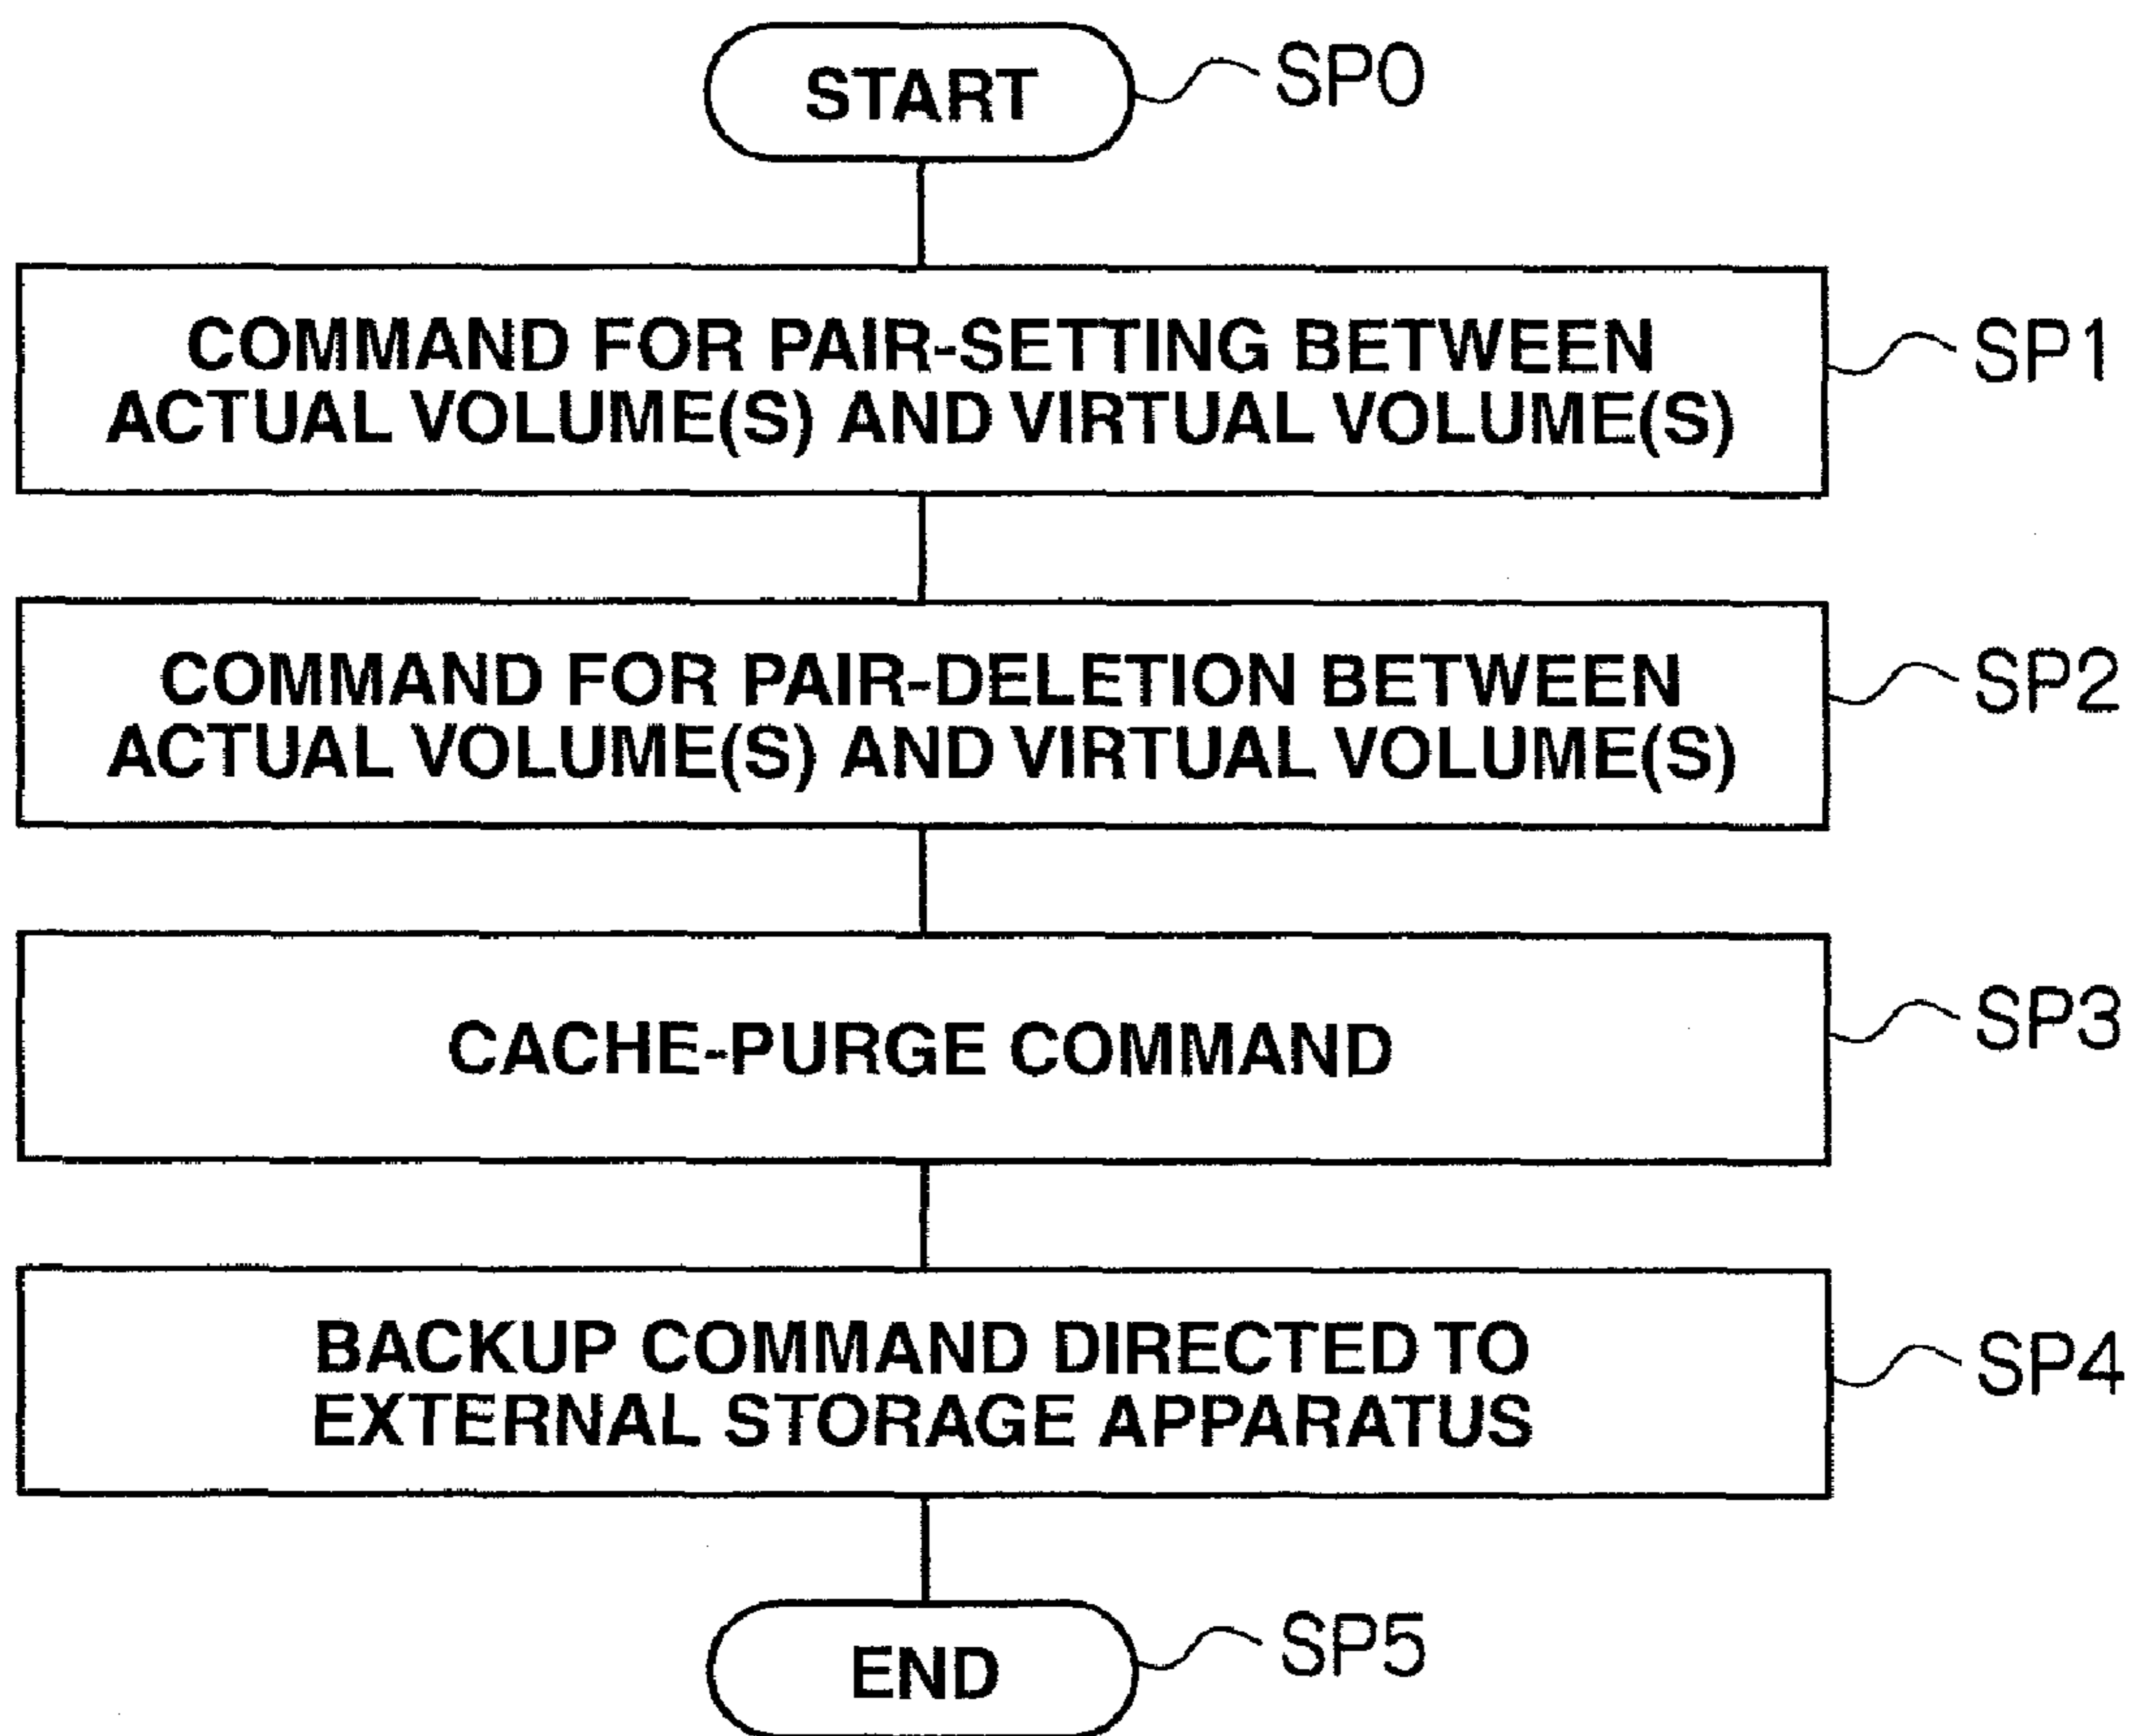 START
SP0
COMMAND FOR PAIR-SETTING BETWEEN
ACTUAL VOLUME(S) AND VIRTUAL VOLUME(S)
SP1
COMMAND FOR PAIR-DELETION BETWEEN
ACTUAL VOLUME(S) AND VIRTUAL VOLUME(S)
SP2
CACHE-PURGE COMMAND
SP3
BACKUP COMMAND DIRECTED TO
EXTERNAL STORAGE APPARATUS
SP4
END
SP5